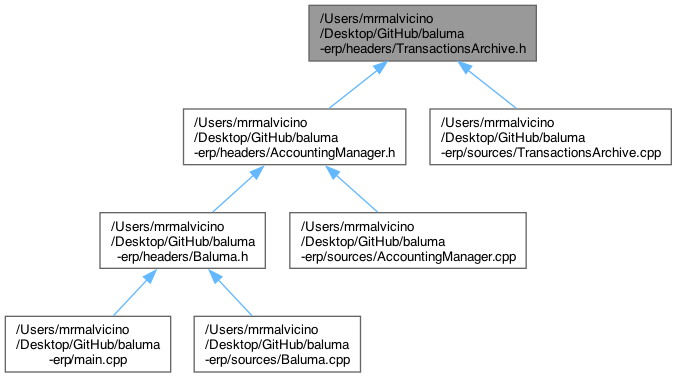 /Users/mrmalvicino
/Desktop/GitHub/baluma
-erp/headers/TransactionsArchive.h
/Users/mrmalvicino
/Desktop/GitHub/baluma
-erp/headers/AccountingManager.h
/Users/mrmalvicino
/Desktop/GitHub/baluma
-erp/sources/TransactionsArchive.cpp
/Users/mrmalvicino
/Desktop/GitHub/baluma
-erp/headers/Baluma.h
/Users/mrmalvicino
/Desktop/GitHub/baluma
-erp/sources/AccountingManager.cpp
/Users/mrmalvicino
/Desktop/GitHub/baluma
-erp/main.cpp
/Users/mrmalvicino
/Desktop/GitHub/baluma
-erp/sources/Baluma.cpp